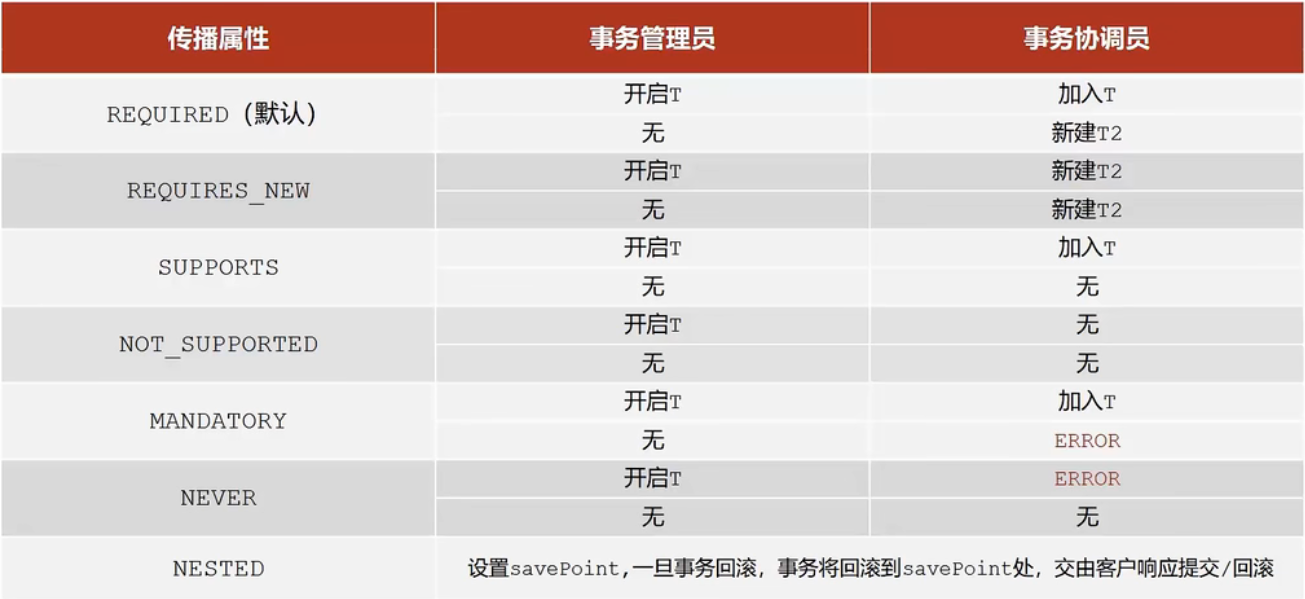 传播属性 事务管理员 事务协调员
REQUIRED（默认） 开启T 加入T
无 新建T2
REQUIRES_NEW 开启T 新建T2
无 新建T2
SUPPORTS 开启T 加入T
无 无
NOT_SUPPORTED 开启T 无
无 无
MANDATORY 开启T 加入T
无 ERROR
NEVER 开启T ERROR
无 无
NESTED 设置savePoint,一旦事务回滚，事务将回滚到savePoint处，交由客户响应提交/回滚